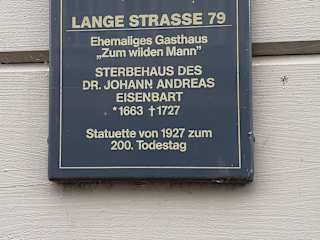 LANGE STRASSE 79
Ehemaliges Gasthaus
„Zum wilden Mann”
STERBEHAUS DES
DR. JOHANN ANDREAS
EISENBART
*1663 †1727
Statuette von 1927 zum
200. Todestag